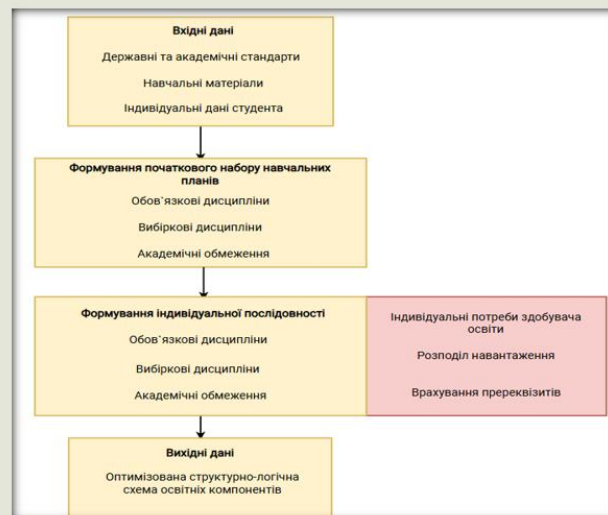 Вхідні дані
Державні та академічні стандарти
Навчальні матеріали
Індивідуальні дані студента
Формування початкового набору навчальних
планів
Обов`язкові дисципліни
Вибіркові дисципліни
Академічні обмеження
Формування індивідуальної послідовності
Обов`язкові дисципліни
Вибіркові дисципліни
Академічні обмеження
Індивідуальні потреби здобувача
освіти
Розподіл навантаження
Врахування пререквізитів
Вихідні дані
Оптимізована структурно-логічна
схема освітніх компонентів